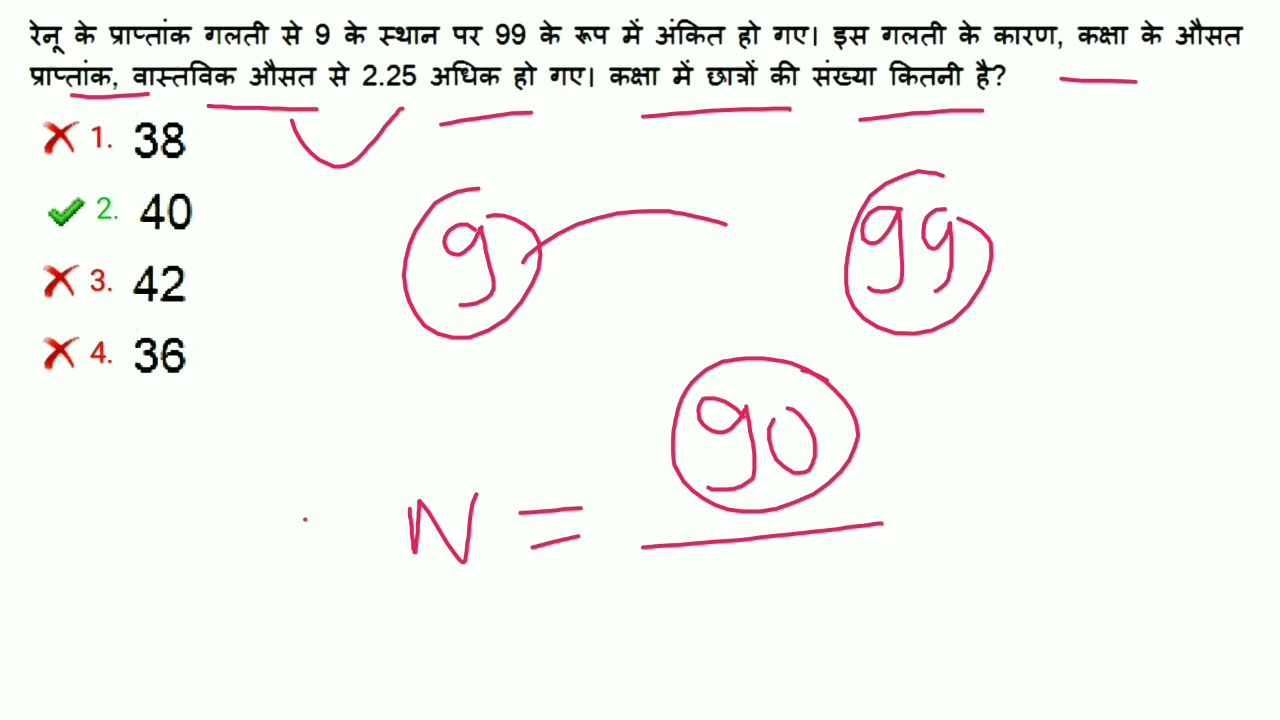 रेनू के प्राप्तांक गलती से 9 के स्थान पर 99 के रूप में अंकित हो गए। इस गलती के कारण, कक्षा के औसत
प्राप्तांक, वास्तविक औसत से 2.25 अधिक हो गए। कक्षा में छात्रों की संख्या कितनी है?
1. 38
2. 40
3. 42
4. 36
9 99
90
N =